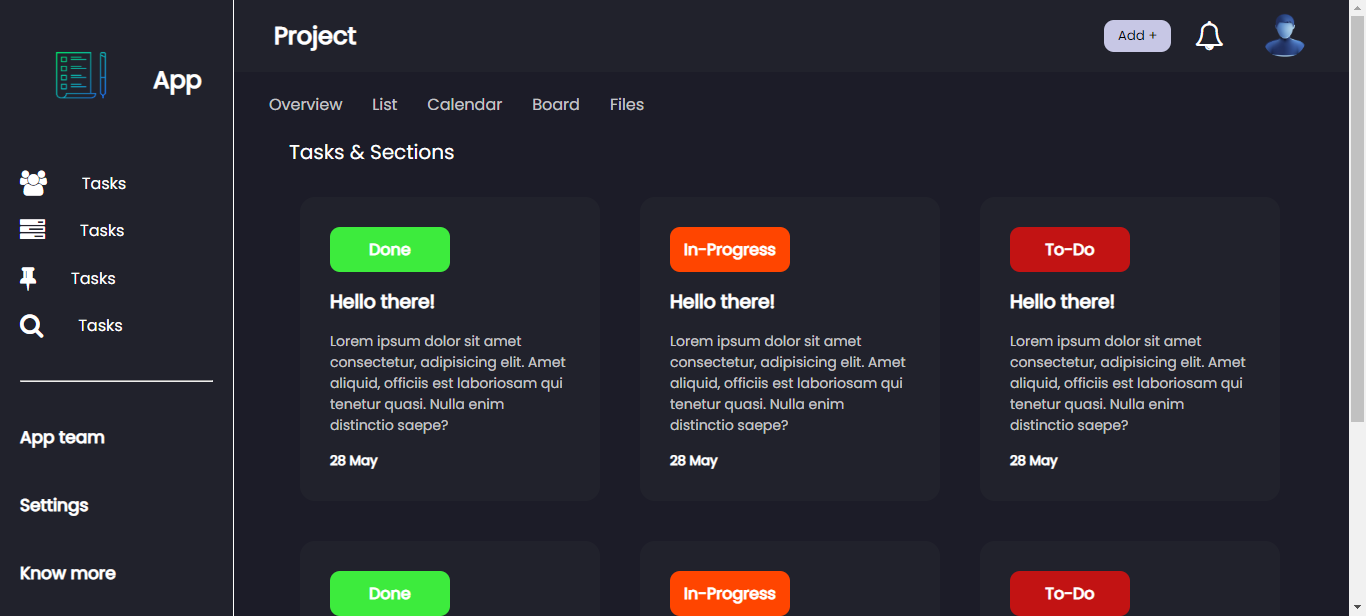 App
Tasks
Tasks
Tasks
Tasks
App team
Settings
Know more
Project
Add +
Overview List Calendar Board Files
Tasks & Sections
Done
Hello there!
Lorem ipsum dolor sit amet
consectetur, adipisicing elit. Amet
aliquid, officiis est laboriosam qui
tenetur quasi. Nulla enim
distinctio saepe?
28 May
In-Progress
Hello there!
Lorem ipsum dolor sit amet
consectetur, adipisicing elit. Amet
aliquid, officiis est laboriosam qui
tenetur quasi. Nulla enim
distinctio saepe?
28 May
To-Do
Hello there!
Lorem ipsum dolor sit amet
consectetur, adipisicing elit. Amet
aliquid, officiis est laboriosam qui
tenetur quasi. Nulla enim
distinctio saepe?
28 May
Done
In-Progress
To-Do